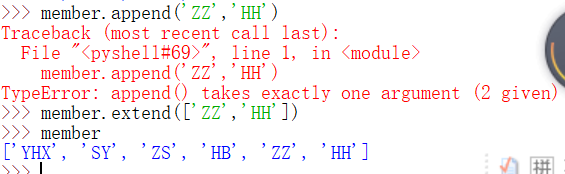 >>> member.append('ZZ','HH')
Traceback (most recent call last):
  File "<pyshell#69>", line 1, in <module>
    member.append('ZZ','HH')
TypeError: append() takes exactly one argument (2 given)
>>> member.extend(['ZZ','HH'])
>>> member
['YHX', 'SY', 'ZS', 'HB', 'ZZ', 'HH']
>>>
拼